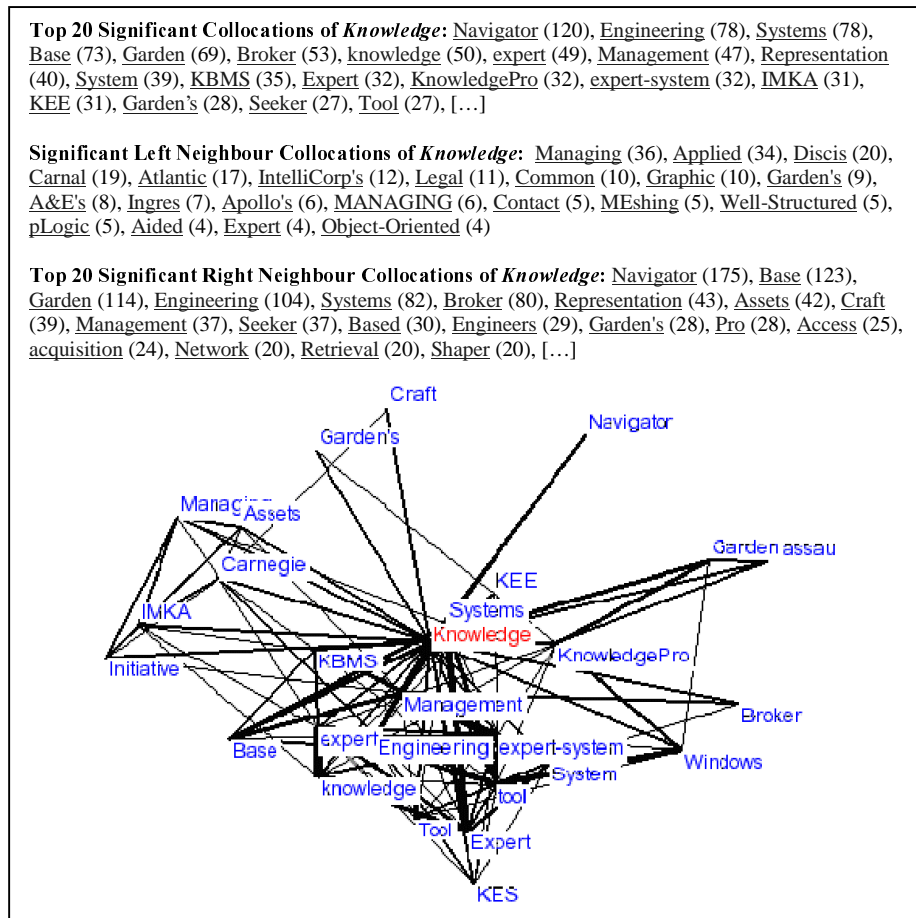 Top 20 Significant Collocations of Knowledge: Navigator (120), Engineering (78), Systems (78),
Base (73), Garden (69), Broker (53), knowledge (50), expert (49), Management (47), Representation
(40), System (39), KBMS (35), Expert (32), KnowledgePro (32), expert-system (32), IMKA (31),
KEE (31), Garden's (28), Seeker (27), Tool (27), […]
Significant Left Neighbour Collocations of Knowledge: Managing (36), Applied (34), Discis (20),
Carnal (19), Atlantic (17), IntelliCorp's (12), Legal (11), Common (10), Graphic (10), Garden's (9),
A&E's (8), Ingres (7), Apollo's (6), MANAGING (6), Contact (5), MEshing (5), Well-Structured (5),
pLogic (5), Aided (4), Expert (4), Object-Oriented (4)
Top 20 Significant Right Neighbour Collocations of Knowledge: Navigator (175), Base (123),
Garden (114), Engineering (104), Systems (82), Broker (80), Representation (43), Assets (42), Craft
(39), Management (37), Seeker (37), Based (30), Engineers (29), Garden's (28), Pro (28), Access (25),
acquisition (24), Network (20), Retrieval (20), Shaper (20), […]
Craft
Navigator
Garden's
Managing
Assets
Garden assau
Carnegie
KEE
Systems
IMKA
Knowledge
Initiative
KBMS
KnowledgePro
Management
Broker
Base
expert
Engineering
expert-system
Windows
System
knowledge
tool
Tool
Expert
KES